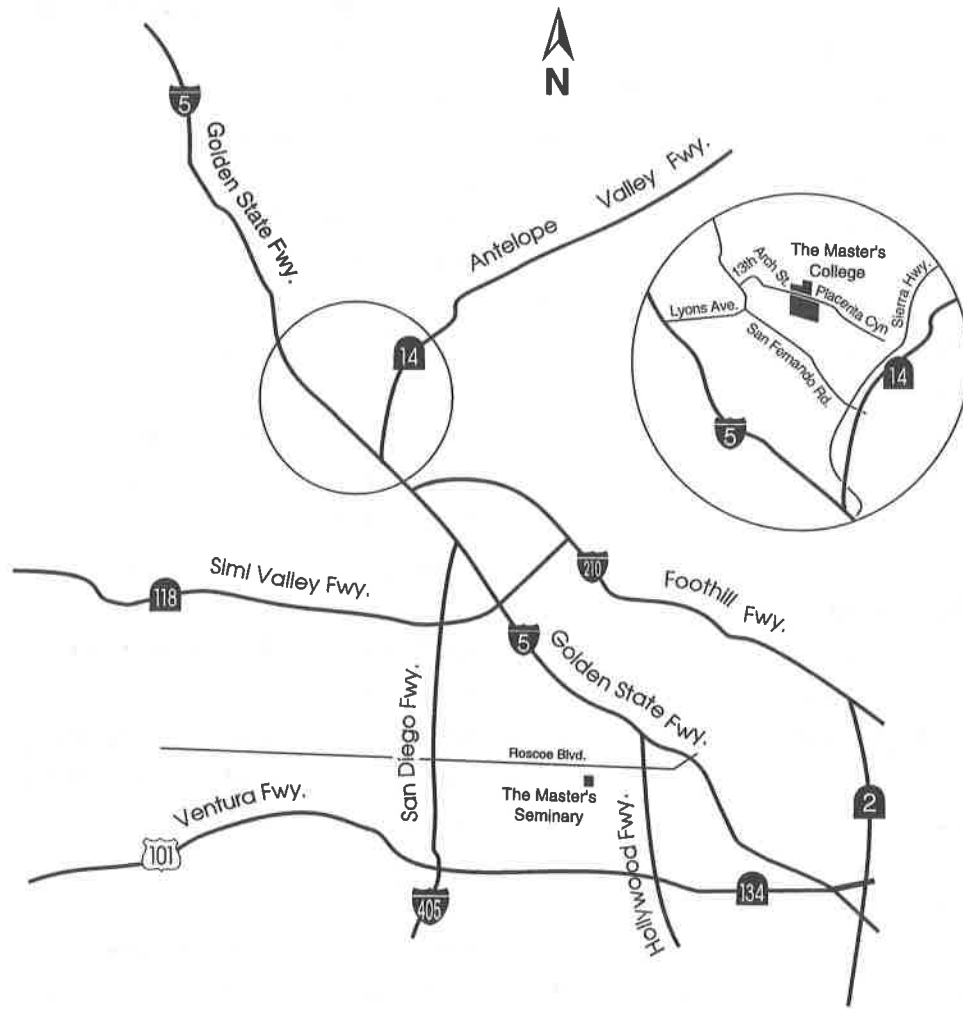 N
5
Golden State Fwy.
Antelope Valley Fwy.
14
The Master's
College
13th
Arch St.
Placerita Cyn
Sierra Hwy.
Lyons Ave.
San Fernando Rd.
14
5
Simi Valley Fwy.
118
210
Foothill Fwy.
5
Golden State Fwy.
San Diego Fwy.
Roscoe Blvd.
The Master's
Seminary
Ventura Fwy.
101
Hollywood Fwy.
2
405
134